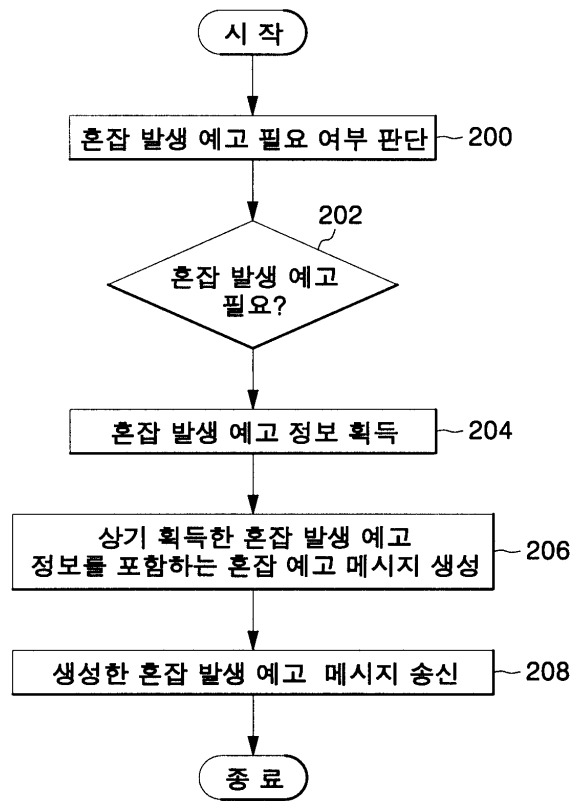 시 작
혼잡 발생 예고 필요 여부 판단
200
202
혼잡 발생 예고
필요?
혼잡 발생 예고 정보 획득
204
상기 획득한 혼잡 발생 예고
정보를 포함하는 혼잡 예고 메시지 생성
206
생성한 혼잡 발생 예고 메시지 송신
208
종 료